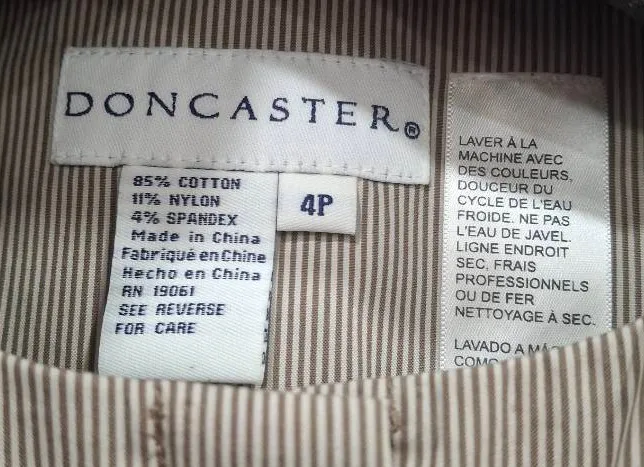 DONCASTER®
85% COTTON
11% NYLON
4% SPANDEX
Made in China
Fabriqué en Chine
Hecho en China
RN 19061
SEE REVERSE
FOR CARE
4P
LAVER À LA
MACHINE AVEC
DES COULEURS,
DOUCEUR DU
CYCLE DE L'EAU
FROIDE. NE PAS
L'EAU DE JAVEL.
LIGNE ENDROIT
SEC, FRAIS
PROFESSIONNELS
OU DE FER
NETTOYAGE À SEC.
LAVADO A